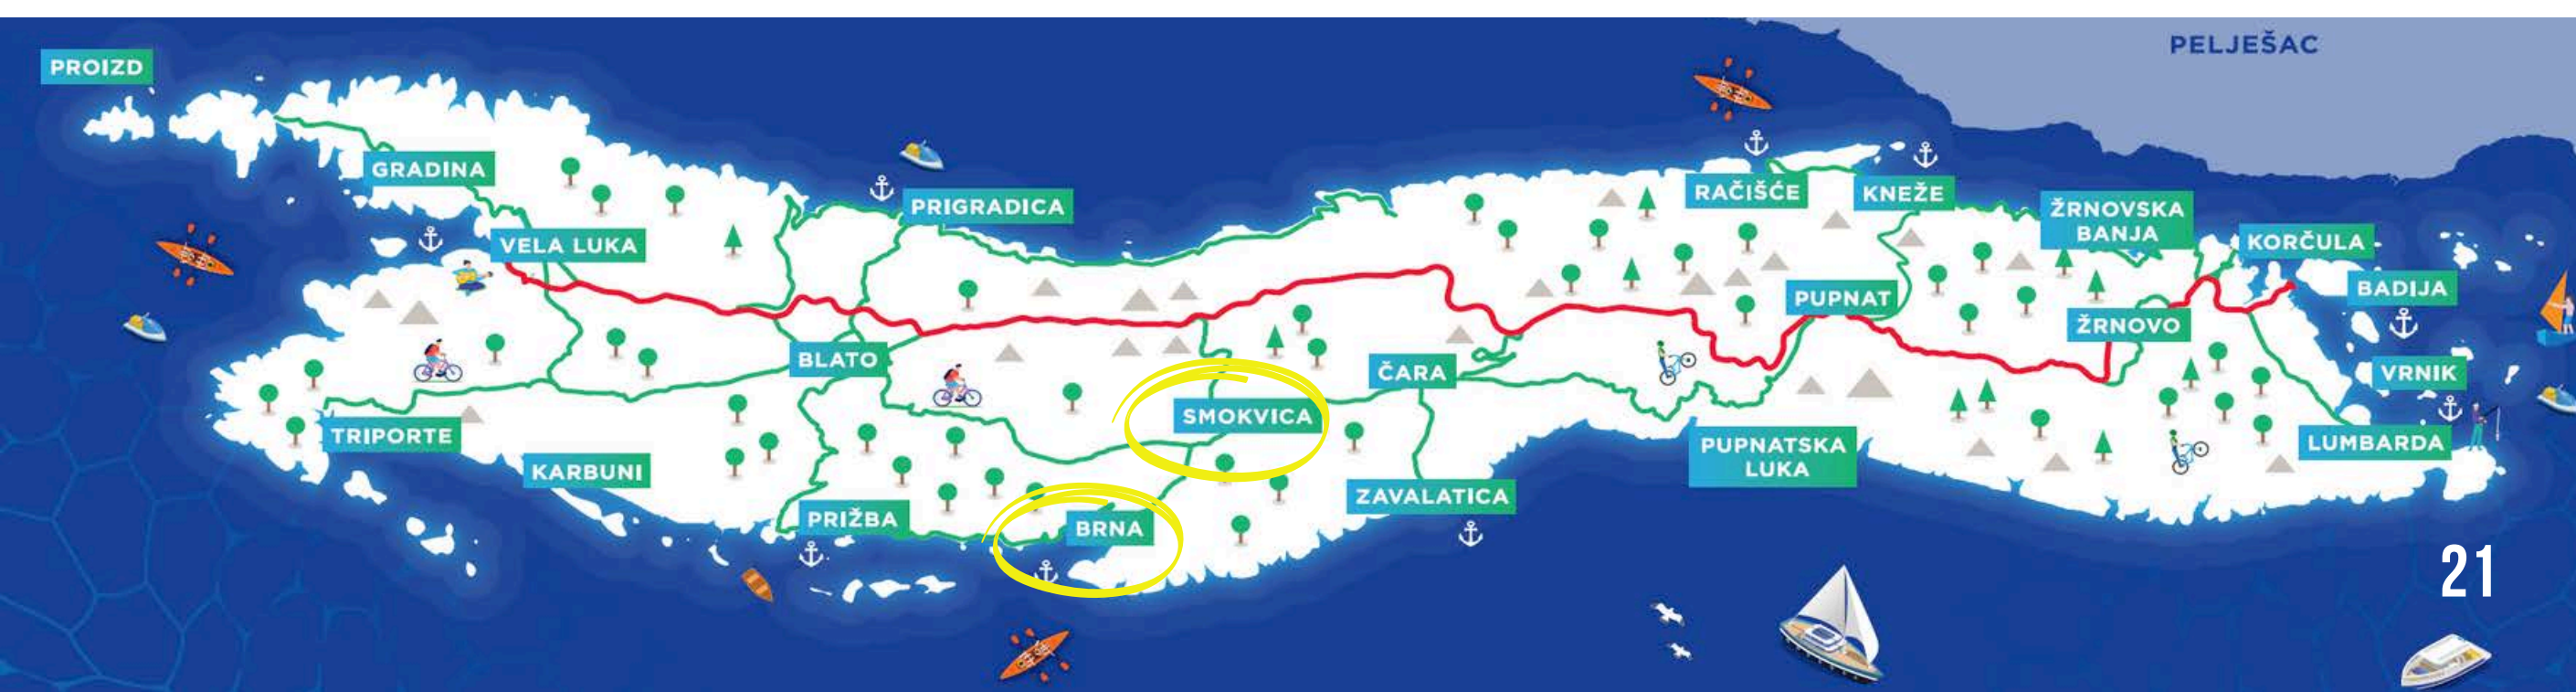 PELJEŠAC
PROIZD
GRADINA
PRIGRADICA
RAČIŠĆE
KNEŽE
ŽRNOVSKA
BANJA
VELA LUKA
KORČULA
BADIJA
PUPNAT
ŽRNOVO
BLATO
ČARA
VRNIK
SMOKVICA
TRIPORTE
LUMBARDA
KARBUNI
PUPNATSKA
LUKA
ZAVALATICA
PRIŽBA
BRNA
21